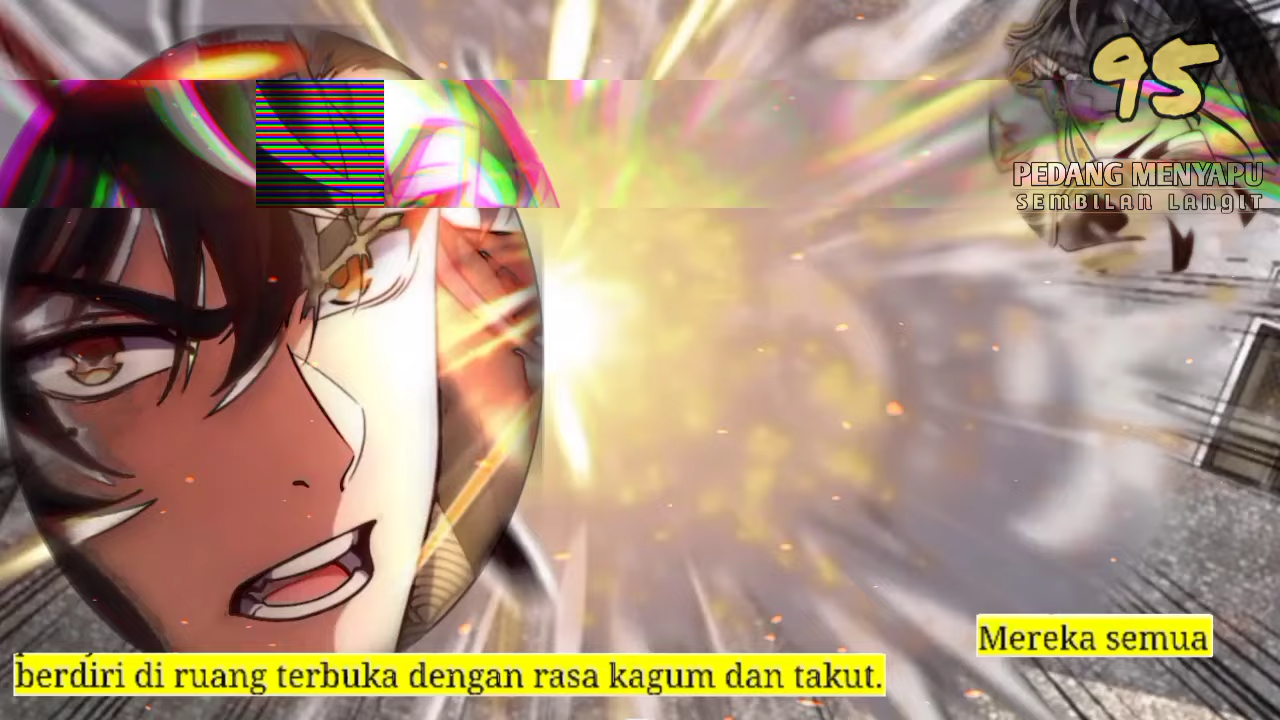 95
PEDANG MENYAPU
SEMBILAN LANGIT
Mereka semua
berdiri di ruang terbuka dengan rasa kagum dan takut.